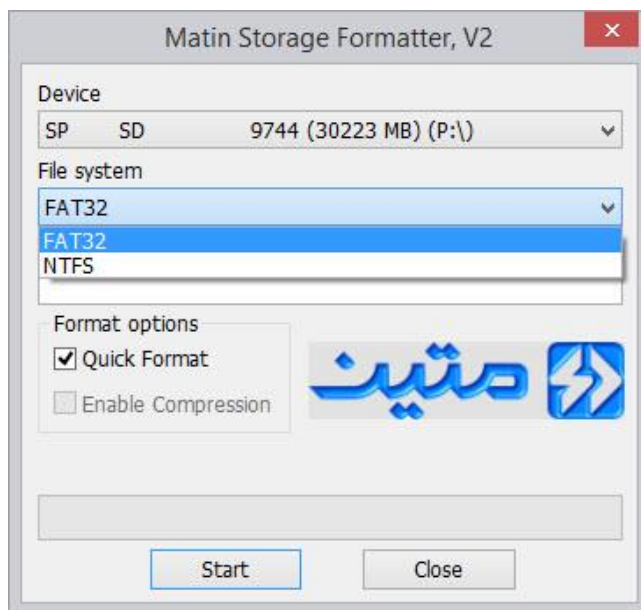 Matin Storage Formatter, V2
Device
SP SD 9744 (30223 MB) (P:\)
File system
FAT32
FAT32
NTFS
Format options
Quick Format
Enable Compression
متین
Start
Close